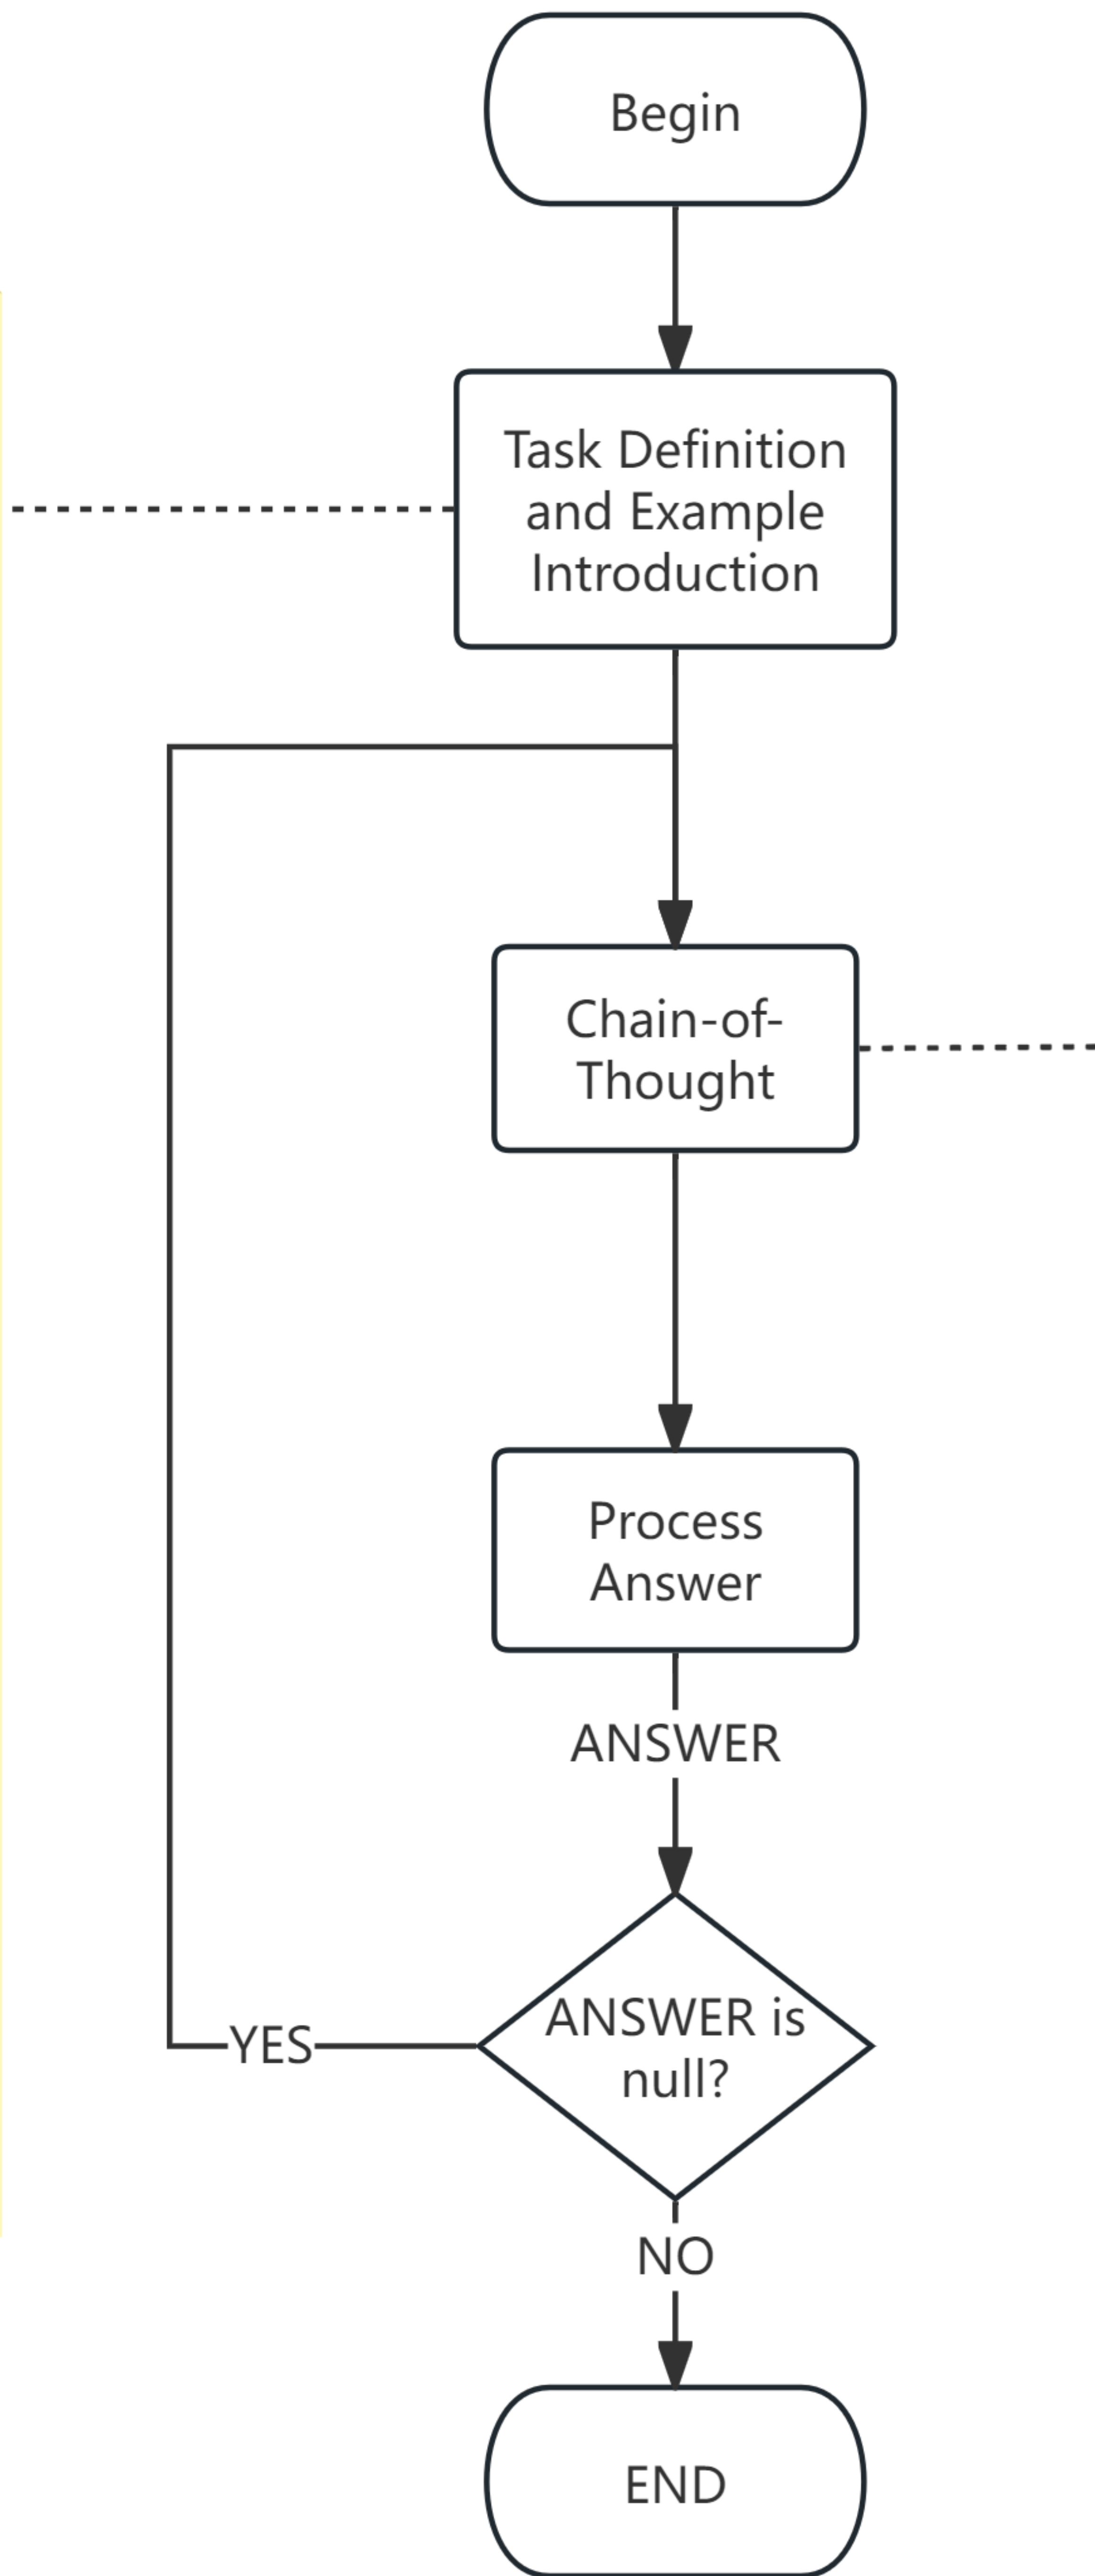 Begin
Task Definition
and Example
Introduction
Chain-of-
Thought
Process
Answer
ANSWER
ANSWER is
null?
YES
NO
END